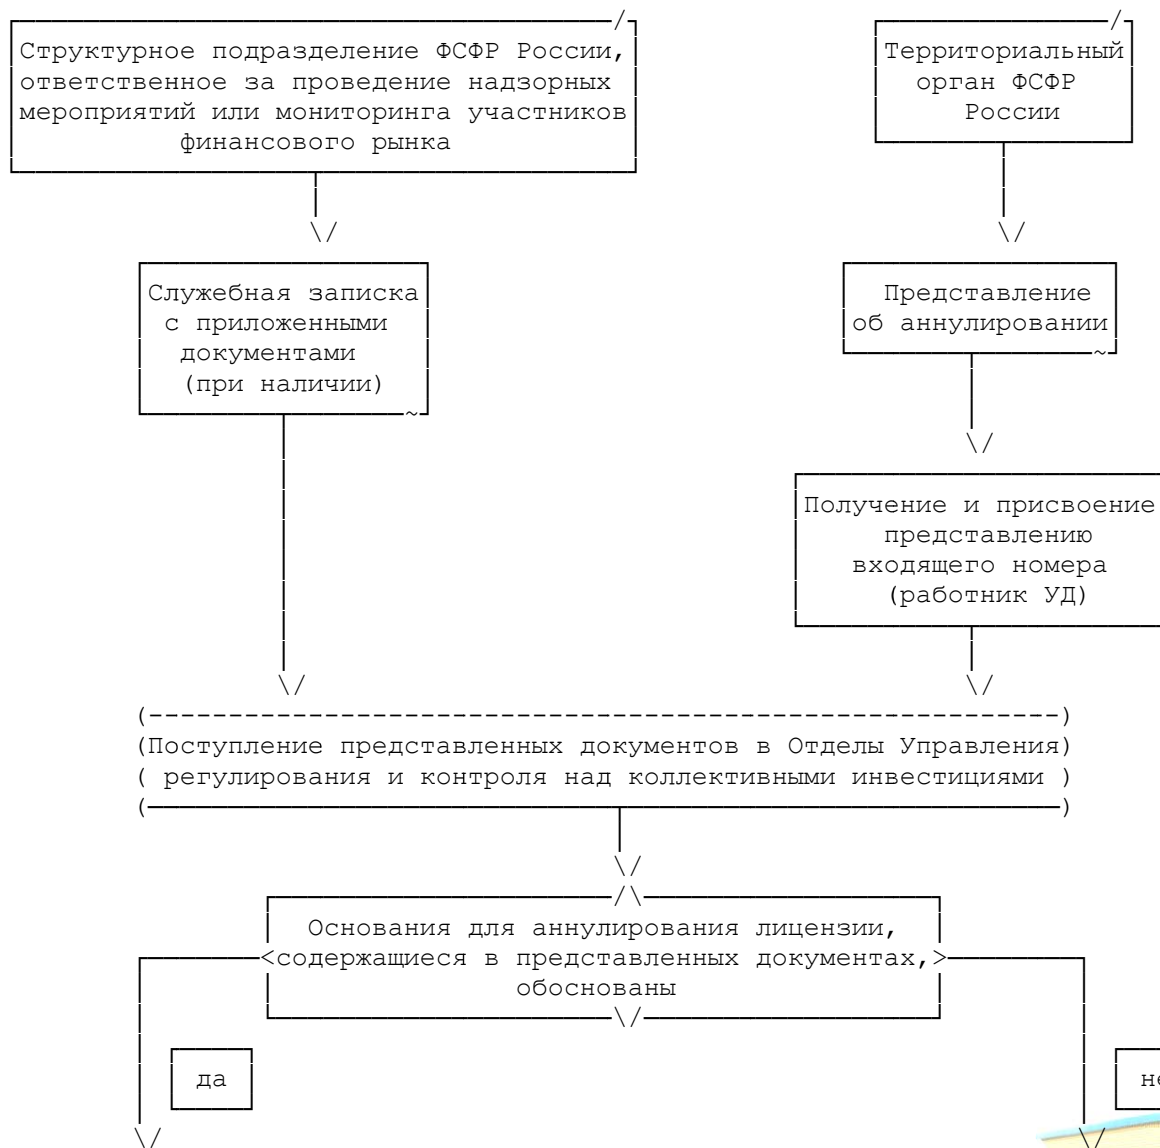 Структурное подразделение ФСФР России,
ответственное за проведение надзорных
мероприятий или мониторинга участников
финансового рынка
Территориальный
орган ФСФР
России
Служебная записка
с приложенными
документами
(при наличии)
Представление
об аннулировании
Получение и присвоение
представлению
входящего номера
(работник УД)
(Поступление представленных документов в Отделы Управления)
( регулирования и контроля над коллективными инвестициями )
Основания для аннулирования лицензии,
<содержащиеся в представленных документах,>
обоснованы
да